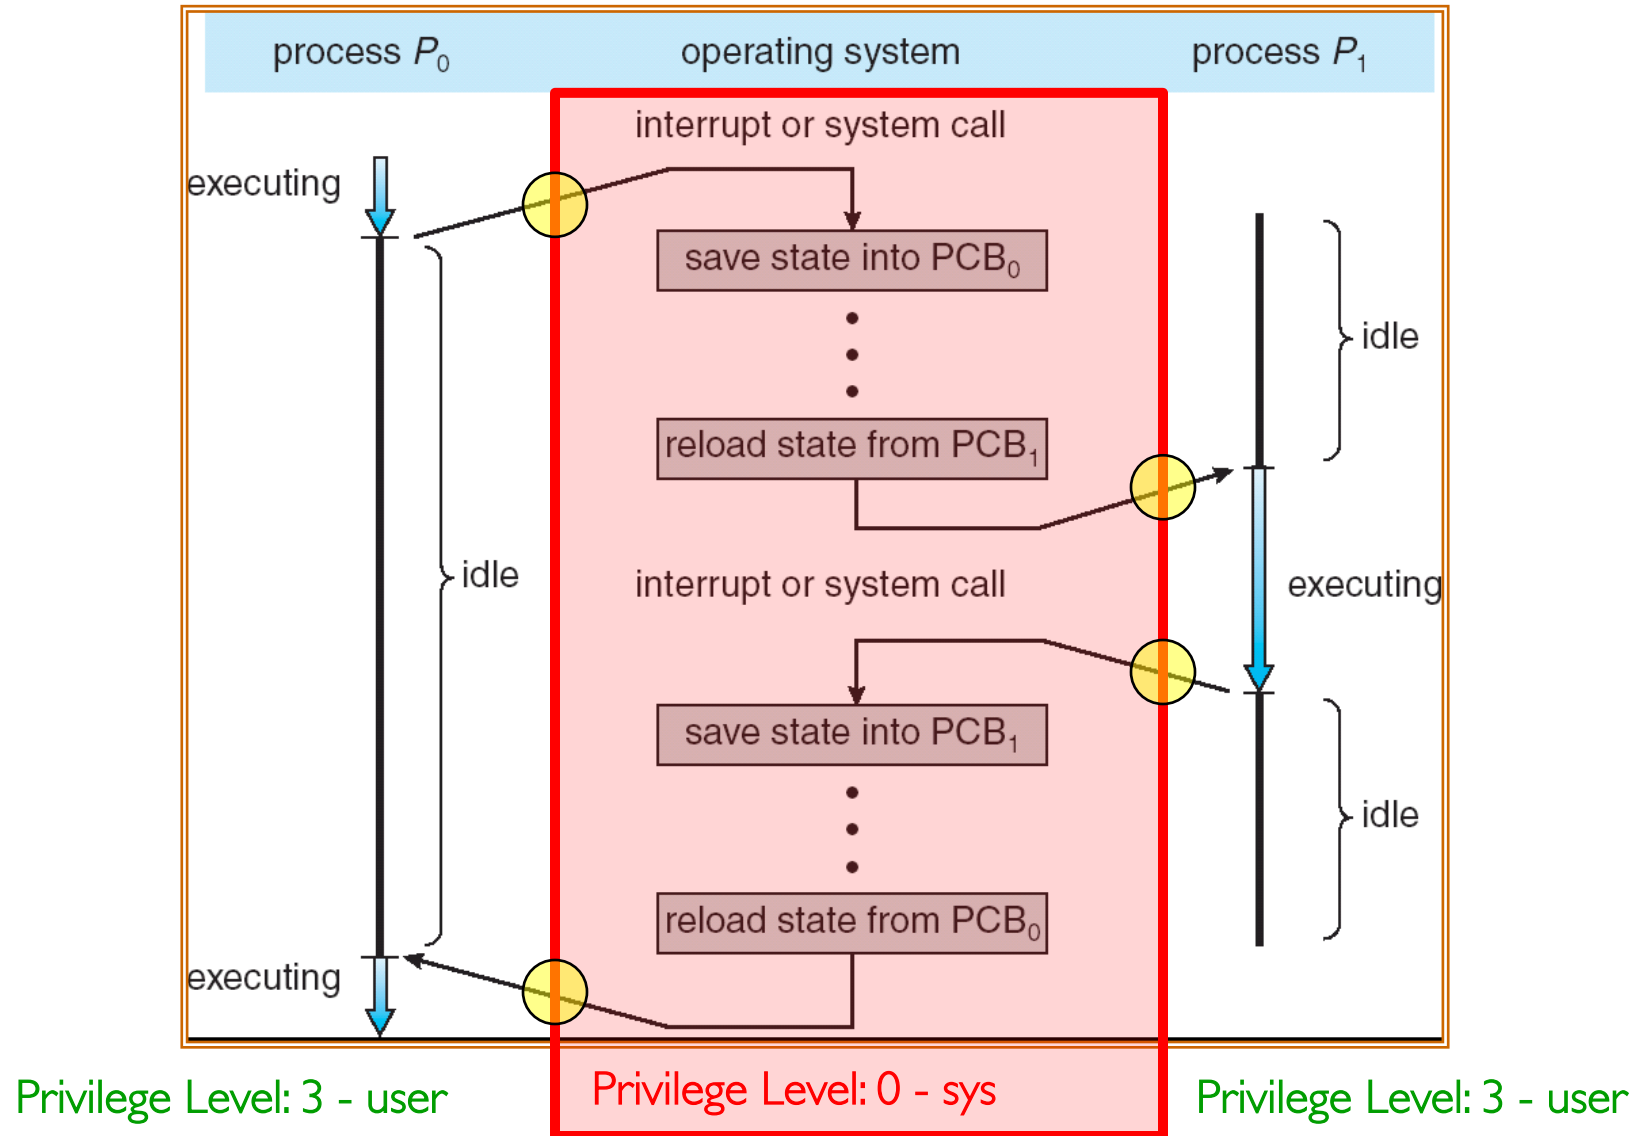 process P₀ operating system process P₁
interrupt or system call
executing
save state into PCB₀
idle
reload state from PCB₁
idle
interrupt or system call
executing
save state into PCB₁
idle
reload state from PCB₀
executing
Privilege Level: 3 - user
Privilege Level: 0 - sys
Privilege Level: 3 - user